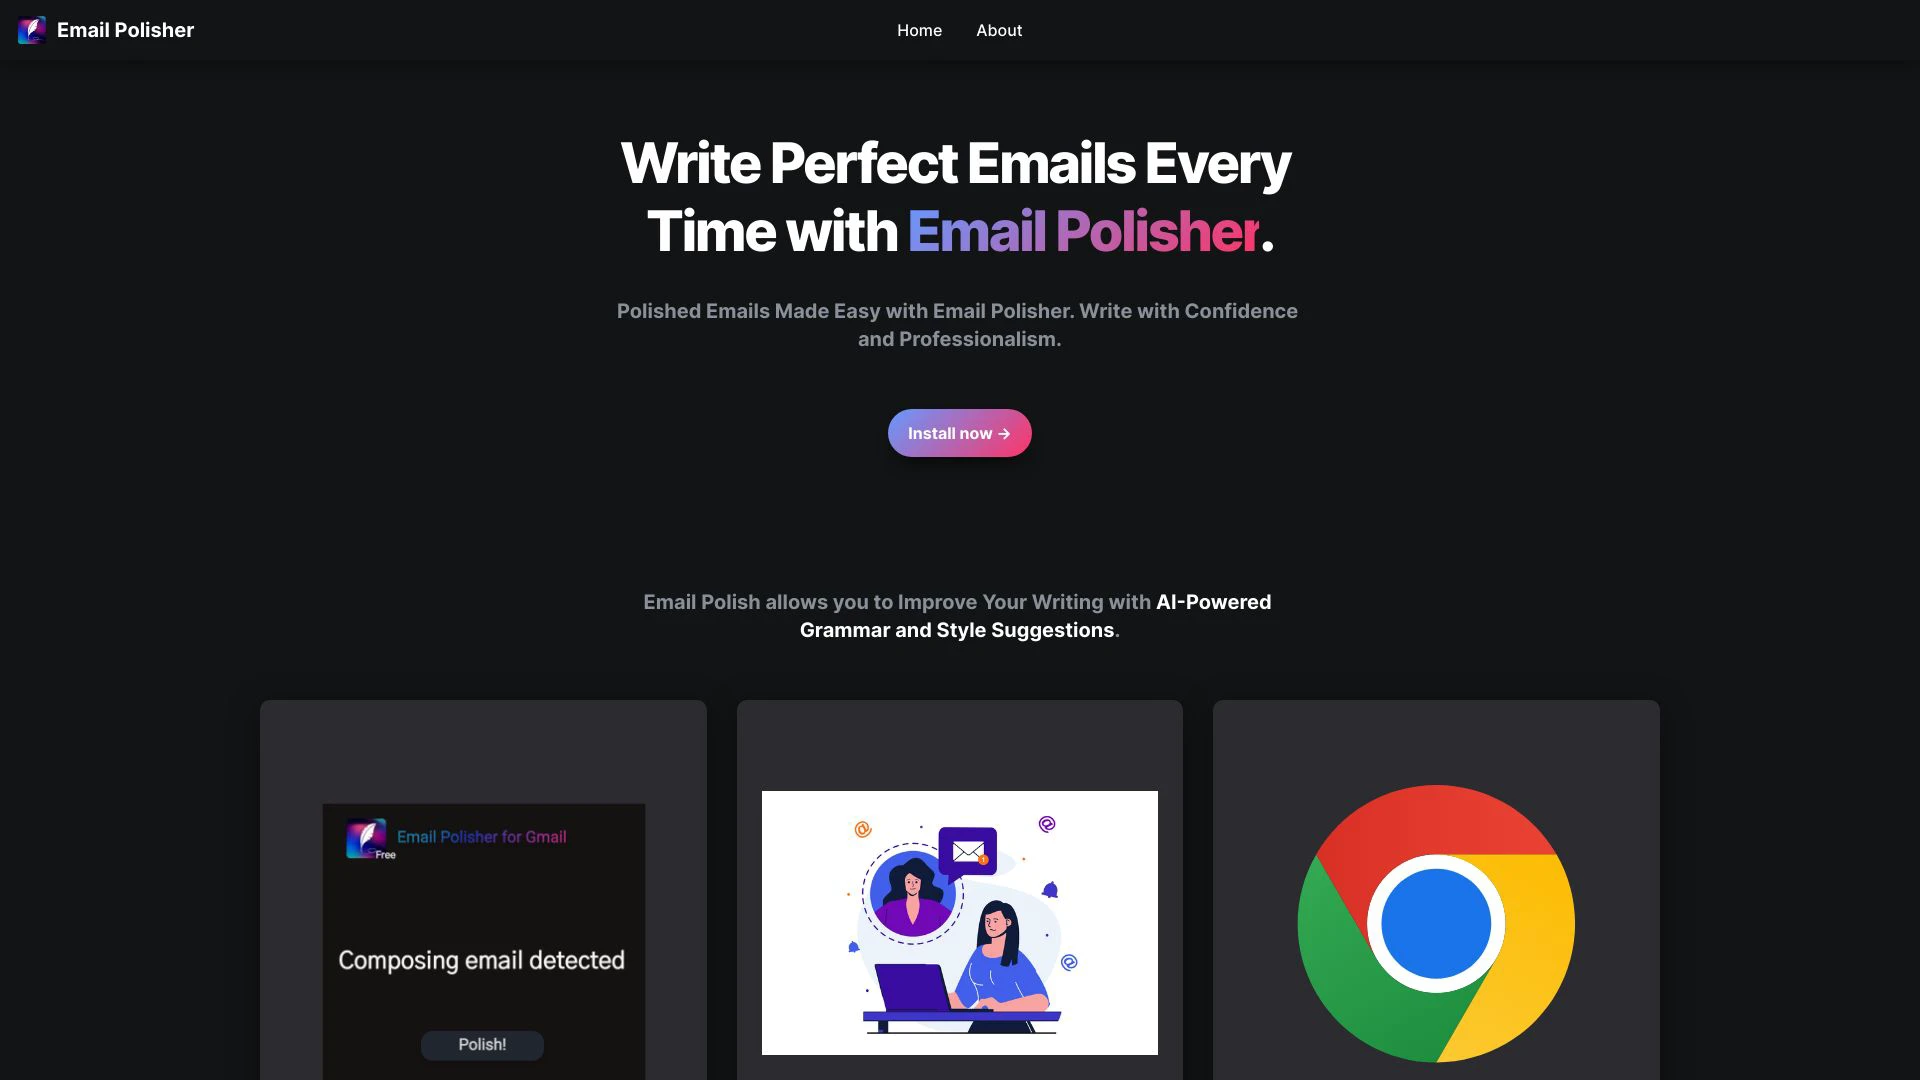 Email Polisher
Home
About
Write Perfect Emails Every
Time with Email Polisher.
Polished Emails Made Easy with Email Polisher. Write with Confidence
and Professionalism.
Install now →
Email Polish allows you to Improve Your Writing with AI-Powered
Grammar and Style Suggestions.
Email Polisher for Gmail
Free
Composing email detected
Polish!
@
@
1
@